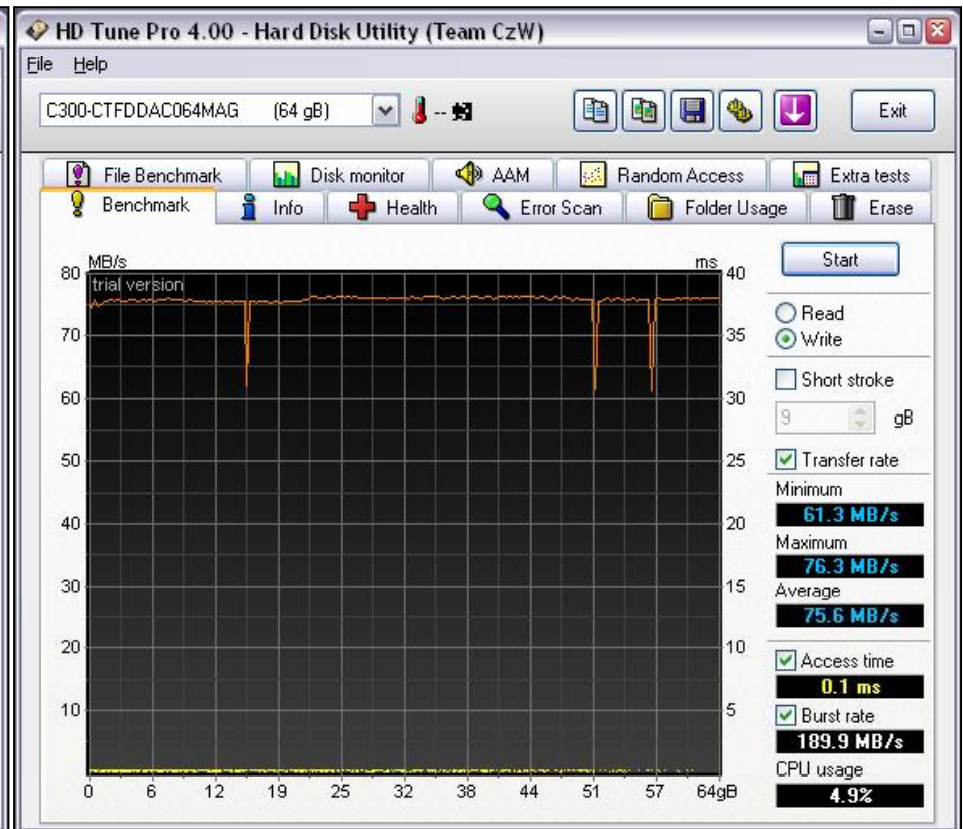 HD Tune Pro 4.00 - Hard Disk Utility (Team CzW)
File Help
C300-CTFDDAC064MAG (64 gB) -- Exit
File Benchmark Disk monitor AAM Random Access Extra tests
Benchmark Info Health Error Scan Folder Usage Erase
MB/s ms
trial version
80
70
60
50
40
30
20
10
40
35
30
25
20
15
10
5
0 6 12 19 25 32 38 44 51 57 64gB
Start
Read
Write
Short stroke
9 gB
Transfer rate
Minimum
61.3 MB/s
Maximum
76.3 MB/s
Average
75.6 MB/s
Access time
0.1 ms
Burst rate
189.9 MB/s
CPU usage
4.9%